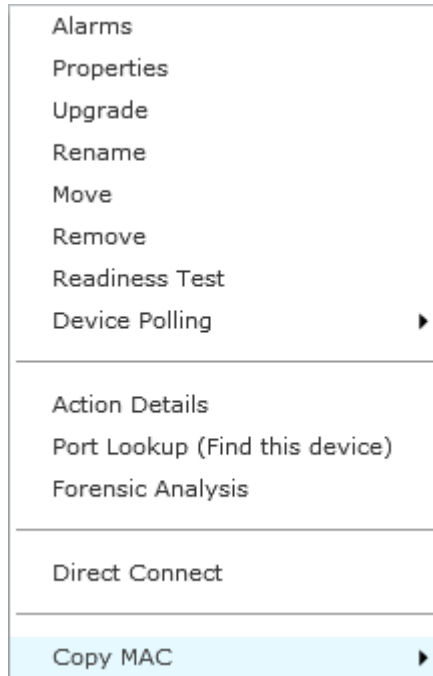 Alarms
Properties
Upgrade
Rename
Move
Remove
Readiness Test
Device Polling
Action Details
Port Lookup (Find this device)
Forensic Analysis
Direct Connect
Copy MAC